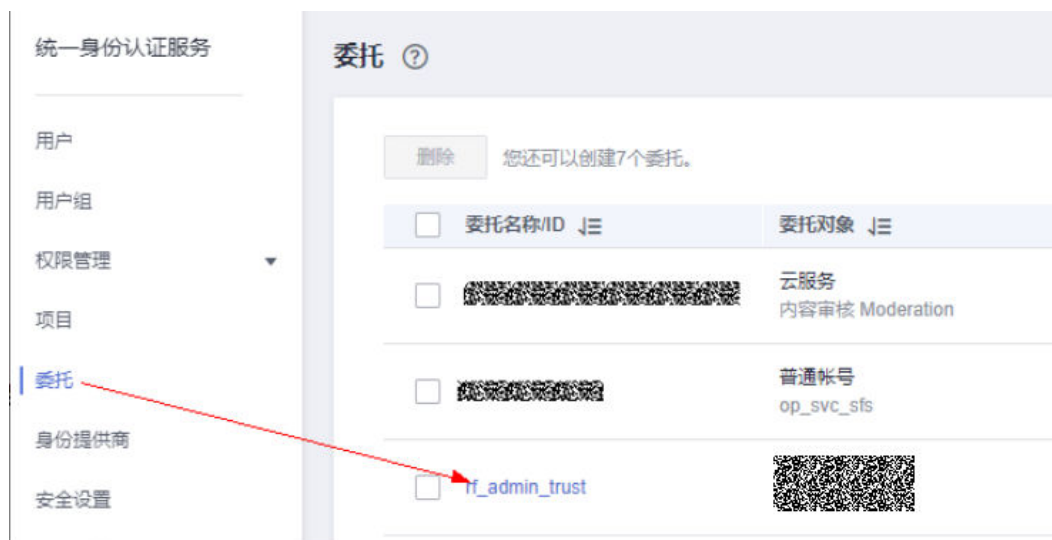 统一身份认证服务
用户
用户组
权限管理
项目
委托
身份提供商
安全设置
委托 ?
删除 您还可以创建7个委托。
委托名称/ID 委托对象
云服务
内容审核 Moderation
普通帐号
op_svc_sfs
rf_admin_trust